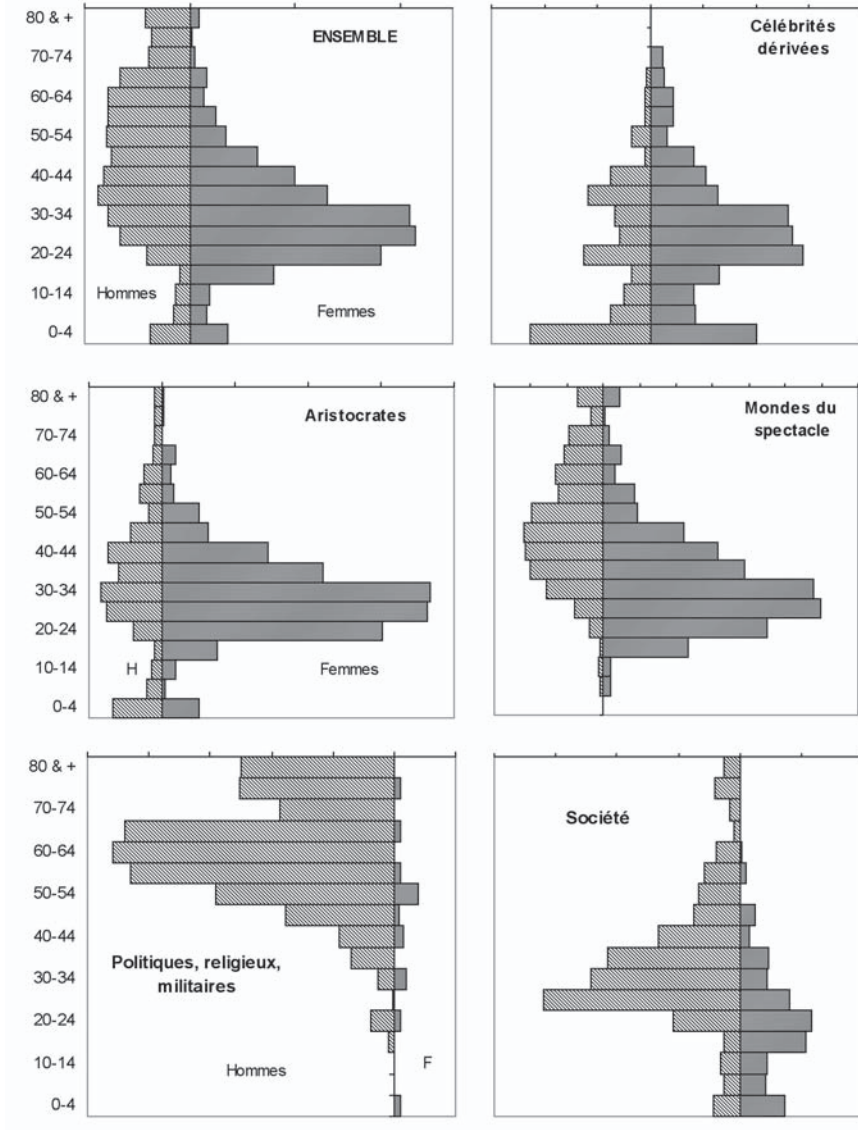 80 & +
70-74
60-64
50-54
40-44
30-34
20-24
10-14
0-4
ENSEMBLE
Hommes
Femmes
Célébrités
dérivées
80 & +
70-74
60-64
50-54
40-44
30-34
20-24
10-14
0-4
Aristocrates
H
Femmes
Mondes du
spectacle
80 & +
70-74
60-64
50-54
40-44
30-34
20-24
10-14
0-4
Politiques, religieux,
militaires
Hommes
F
Société